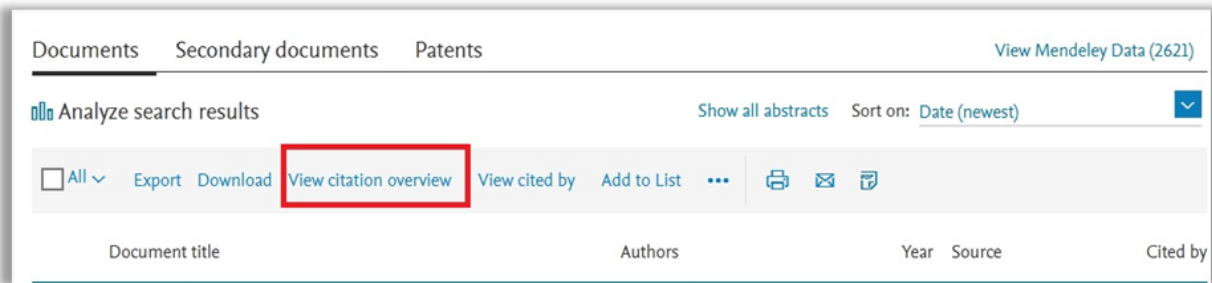 Documents Secondary documents Patents View Mendeley Data (2621)
Analyze search results Show all abstracts Sort on: Date (newest)
All Export Download View citation overview View cited by Add to List •••
Document title Authors Year Source Cited by